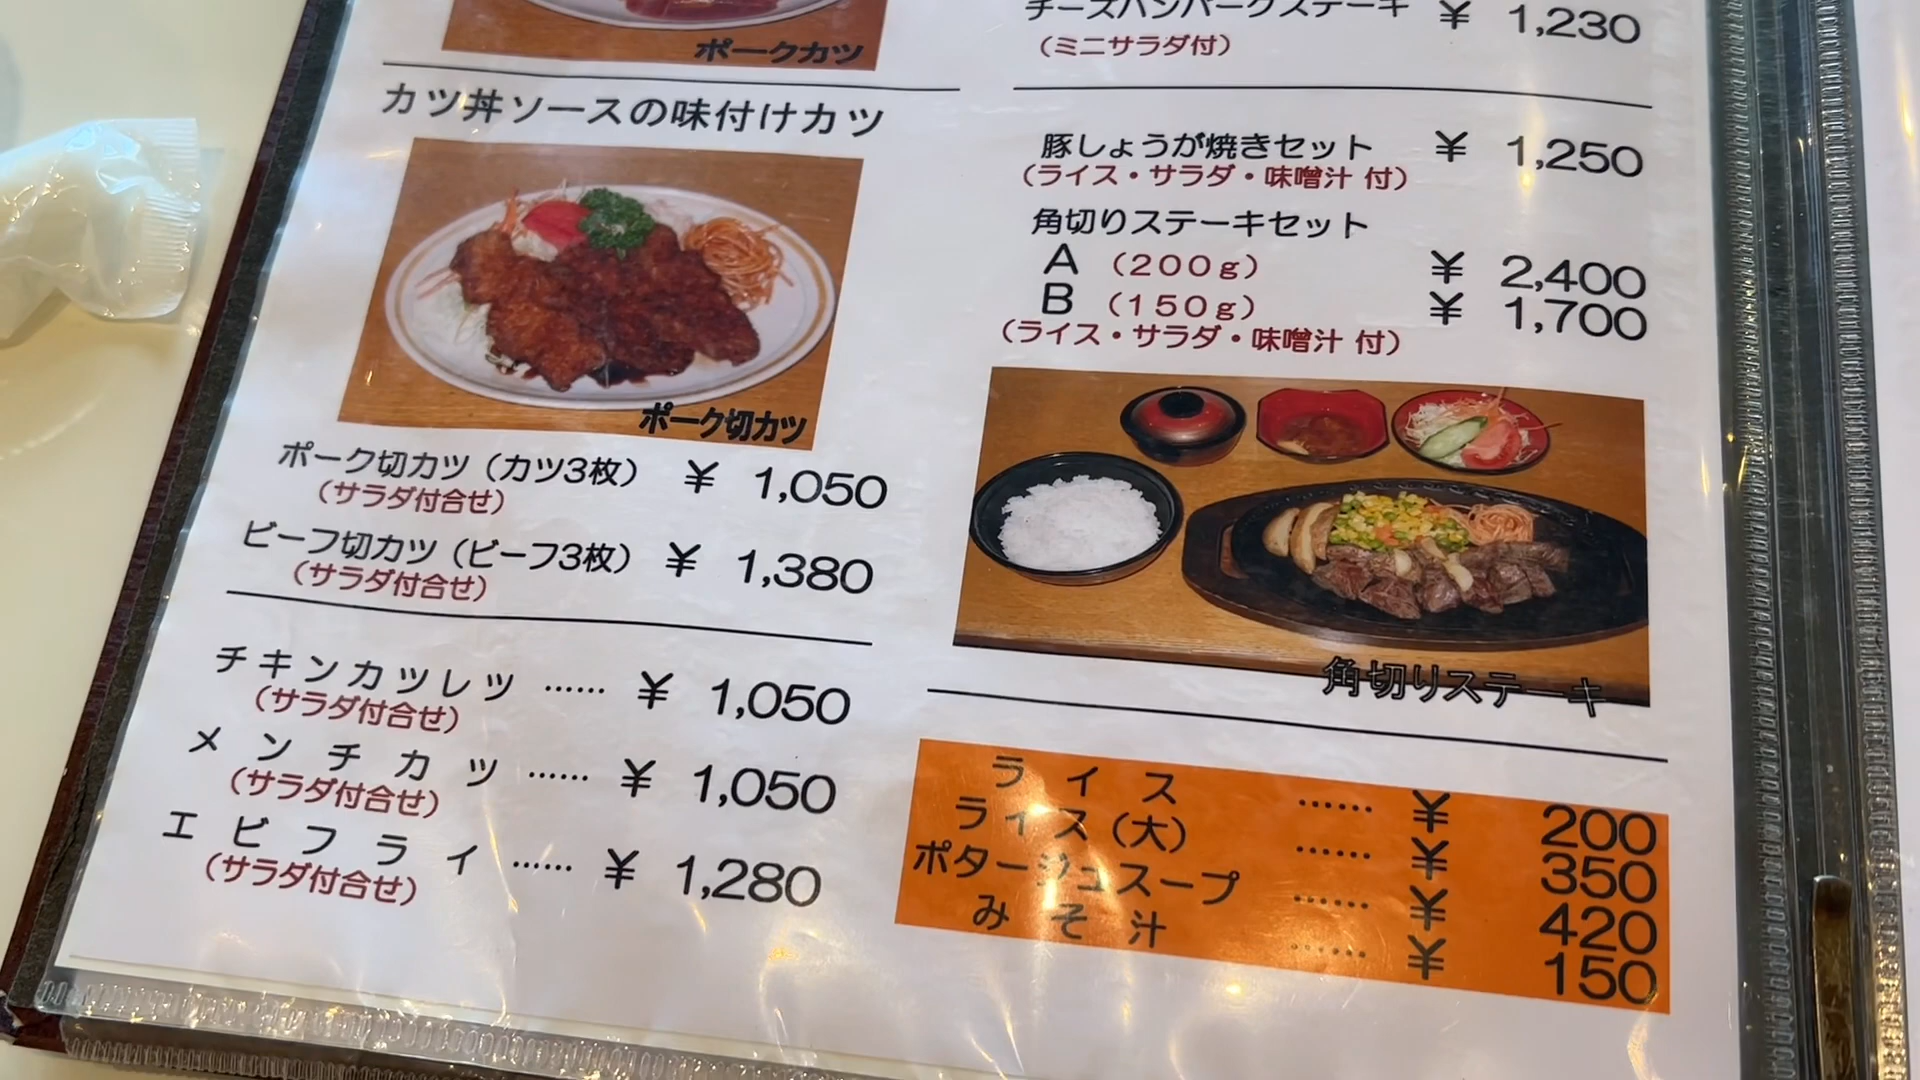 ポークカツ
カツ丼ソースの味付けカツ
ポーク切カツ
ポーク切カツ（カツ3枚） ¥ 1,050
（サラダ付合せ）
ビーフ切カツ（ビーフ3枚） ¥ 1,380
（サラダ付合せ）
チキンカツレツ …… ¥ 1,050
（サラダ付合せ）
メンチカツ …… ¥ 1,050
（サラダ付合せ）
エビフライ …… ¥ 1,280
（サラダ付合せ）
チーズハンバーグステーキ ¥ 1,230
（ミニサラダ付）
豚しょうが焼きセット ¥ 1,250
（ライス・サラダ・味噌汁 付）
角切りステーキセット
A （200g） ¥ 2,400
B （150g） ¥ 1,700
（ライス・サラダ・味噌汁 付）
角切りステーキ
ライス …… ¥ 200
ライス（大） …… ¥ 350
ポタージュスープ …… ¥ 420
みそ汁 …… ¥ 150